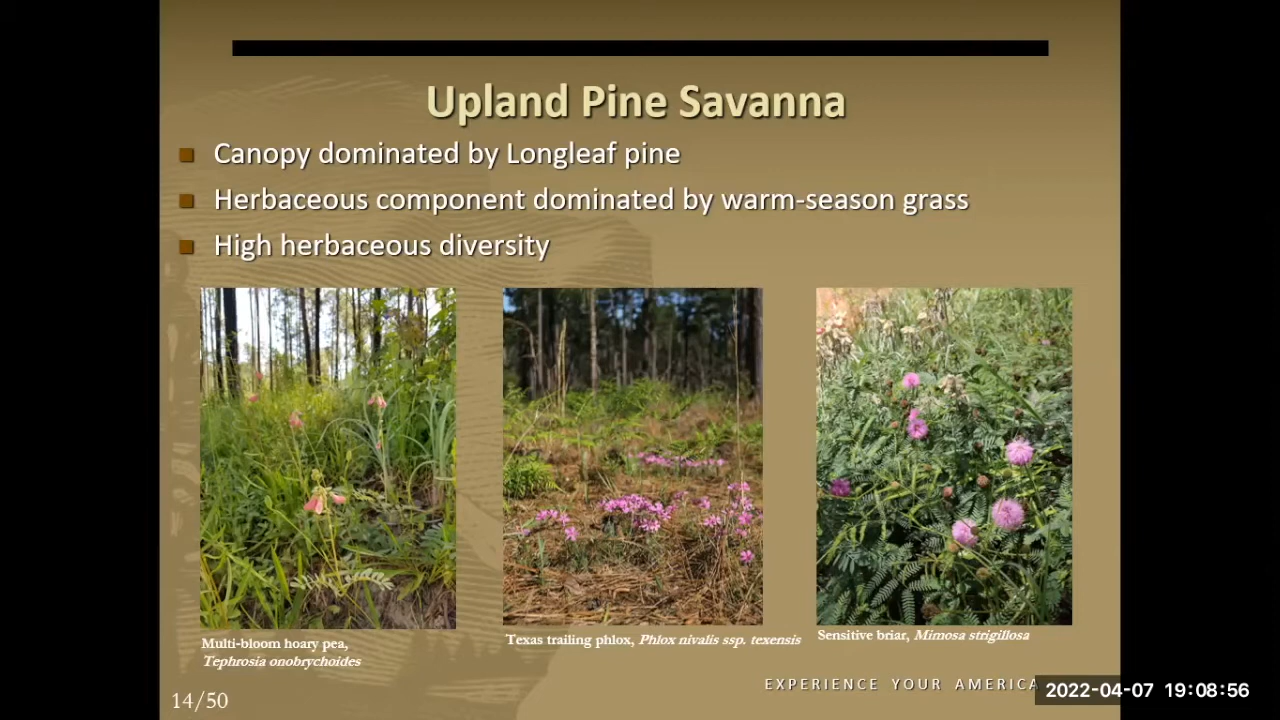 Upland Pine Savanna
Canopy dominated by Longleaf pine
Herbaceous component dominated by warm-season grass
High herbaceous diversity
Multi-bloom hoary pea,
Tephrosia onobrychoides
Texas trailing phlox, Phlox nivalis ssp. texensis
Sensitive briar, Mimosa strigillosa
EXPERIENCE YOUR AMERICA
2022-04-07 19:08:56
14/50